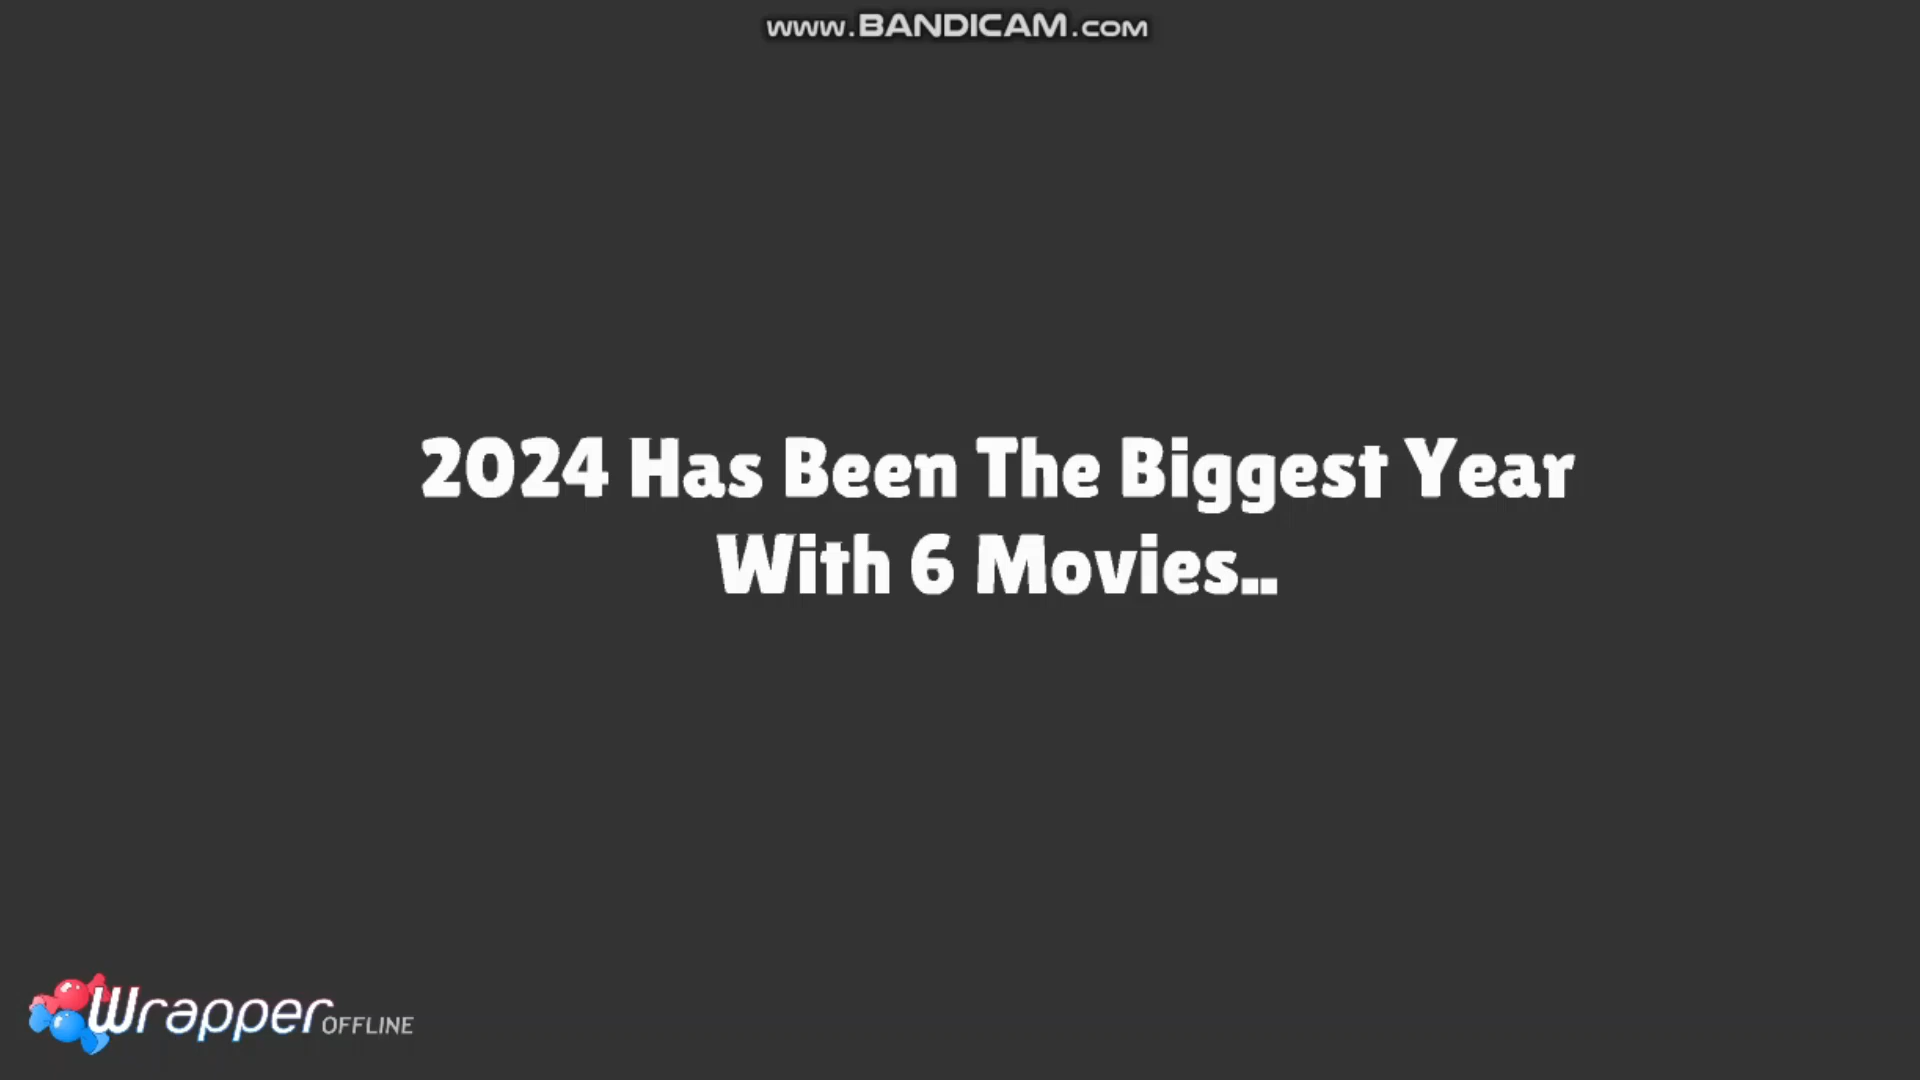 www.BANDICAM.com
2024 Has Been The Biggest Year
With 6 Movies..
Wrapper OFFLINE